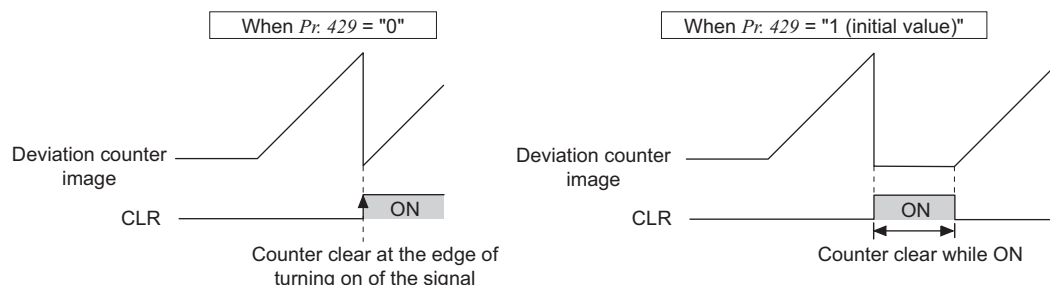 When Pr. 429 = "0"
Deviation counter
image
CLR
ON
Counter clear at the edge of
turning on of the signal
When Pr. 429 = "1 (initial value)"
Deviation counter
image
CLR
ON
Counter clear while ON